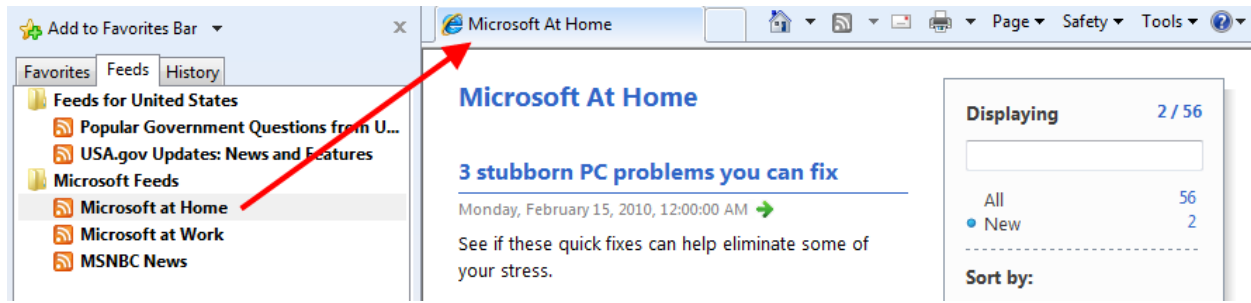 Add to Favorites Bar
x
Favorites Feeds History
Feeds for United States
Popular Government Questions from U...
USA.gov Updates: News and Features
Microsoft Feeds
Microsoft at Home
Microsoft at Work
MSNBC News
Microsoft At Home
Page Safety Tools ?
Microsoft At Home
3 stubborn PC problems you can fix
Monday, February 15, 2010, 12:00:00 AM
See if these quick fixes can help eliminate some of
your stress.
Displaying 2 / 56
All 56
New 2
Sort by: